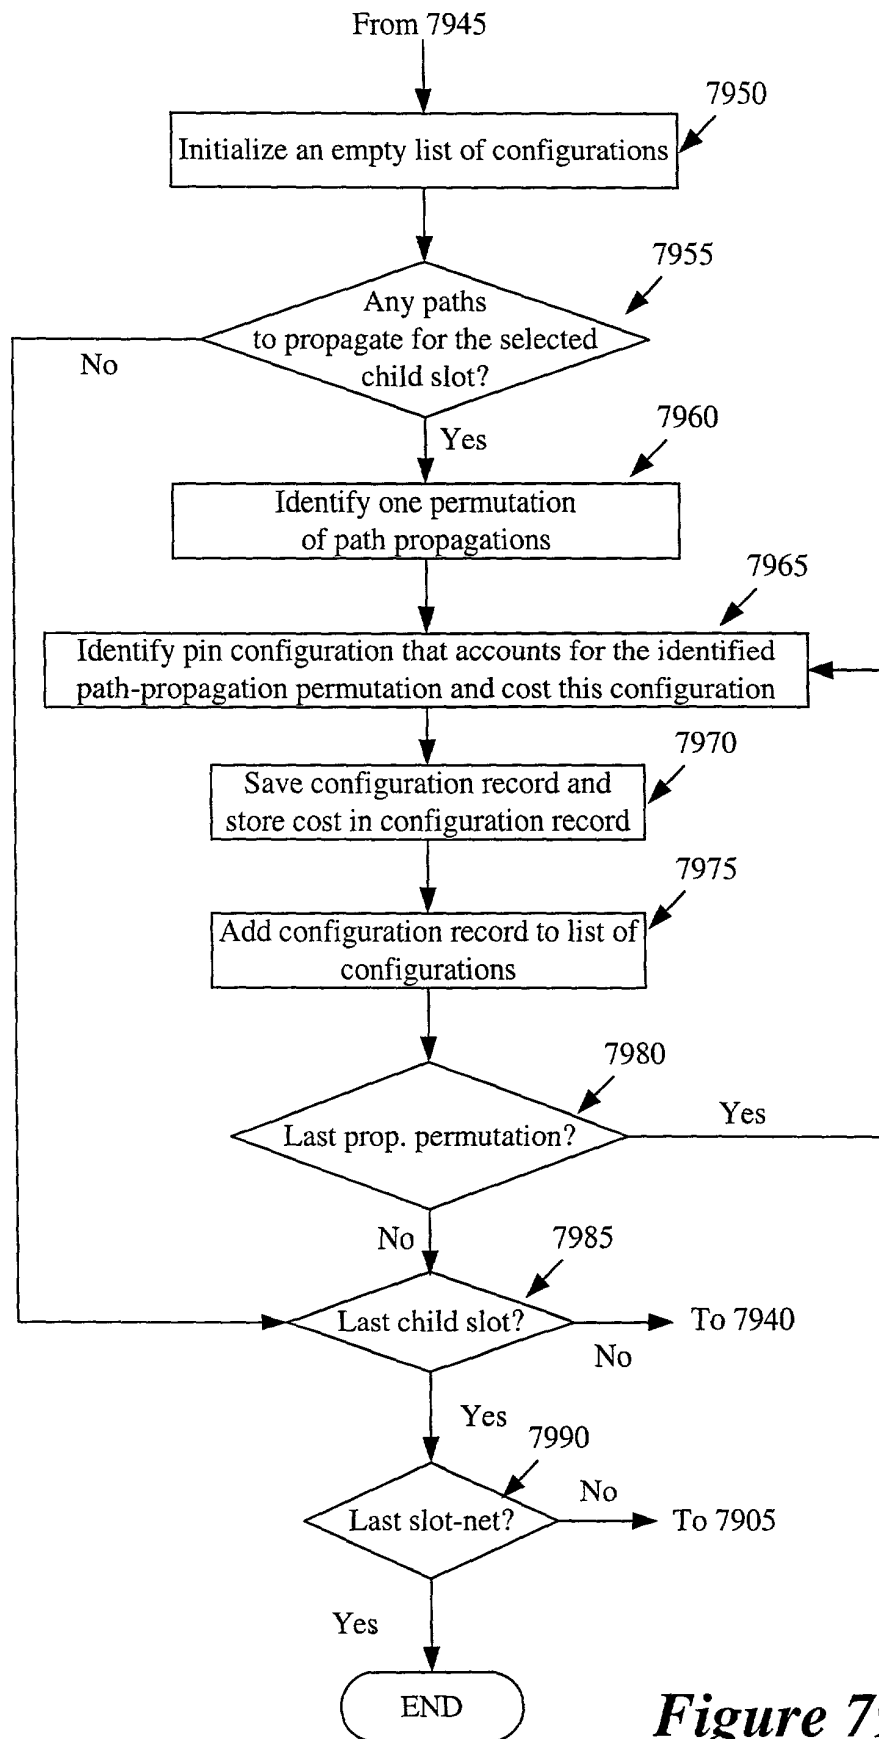 From 7945
7950
Initialize an empty list of configurations
7955
Any paths
to propagate for the selected
child slot?
No
Yes
7960
Identify one permutation
of path propagations
7965
Identify pin configuration that accounts for the identified
path-propagation permutation and cost this configuration
7970
Save configuration record and
store cost in configuration record
7975
Add configuration record to list of
configurations
7980
Last prop. permutation?
Yes
No
7985
Last child slot?
To 7940
No
Yes
7990
Last slot-net?
No
To 7905
Yes
END
Figure